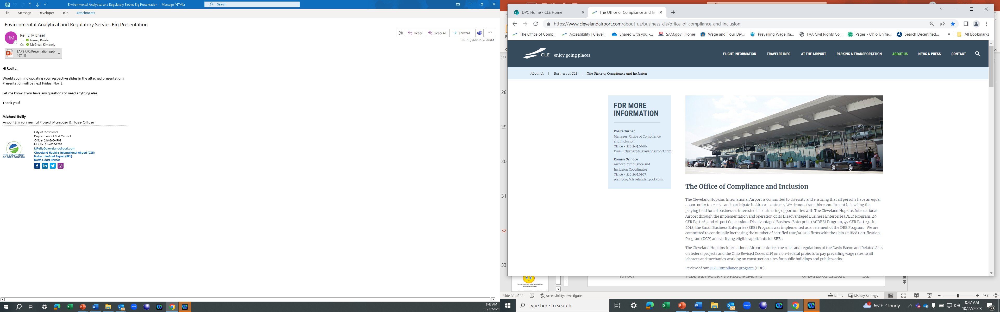 Environmental Analytical and Regulatory Servies Big Presentation - Message (HTML)
Search
File Message Developer Help Attachments
Environmental Analytical and Regulatory Servies Big Presentation
RM
Reilly, Michael
To Turner, Rosita
Cc McGreal, Kimberly
Reply Reply All Forward
Thu 10/26/2023 4:50 PM
EARS RFQ Presentation.pptx
167 KB
Hi Rosita,
Would you mind updating your respective slides in the attached presentation?
Presentation will be next Friday, Nov 3.
Let me know if you have any questions or need anything else.
Thank you!
Michael Reilly
Airport Environmental Project Manager & Noise Officer
THE DEPARTMENT
OF PORT CONTROL
City of Cleveland
Department of Port Control
Office: 216-265-4901
Mobile: 216-857-7587
MReilly@clevelandairport.com
Cleveland Hopkins International Airport (CLE)
Burke Lakefront Airport (BKL)
North Coast Harbor
8:47 AM
10/27/2023
DPC Home - CLE Home
The Office of Compliance and In
https://www.clevelandairport.com/about-us/business-cle/office-of-compliance-and-inclusion
The Office of Comp... Accessibility | Clevel... Shared with you -... SAM.gov | Home Wage and Hour Div... Prevailing Wage Ra... FAA Civil Rights Co... Pages - Ohio Unifie... Search Decertified... » All Bookmarks
CLE enjoy going places
FLIGHT INFORMATION TRAVELER INFO AT THE AIRPORT PARKING & TRANSPORTATION ABOUT US NEWS & PRESS CONTACT
About Us | Business at CLE | The Office of Compliance and Inclusion
FOR MORE
INFORMATION
Rosita Turner
Manager, Office of Compliance
and Inclusion
Office - 216.265.6606
Email: rturner@clevelandairport.com
Roman Orinoco
Airport Compliance and
Inclusion Coordinator
Office - 216.265.6197
rorinoco@clevelandairport.com
The Office of Compliance and Inclusion
The Cleveland Hopkins International Airport is committed to diversity and ensuring that all persons have an equal
opportunity to receive and participate in Airport contracts. We demonstrate this commitment in leveling the
playing field for all businesses interested in contracting opportunities with The Cleveland Hopkins International
Airport through the implementation and operation of its Disadvantaged Business Enterprise (DBE) Program, 49
CFR Part 26, and Airport Concessions Disadvantaged Business Enterprise (ACDBE) Program, 49 CFR Part 23. In
2012, the Small Business Enterprise (SBE) Program was implemented as an element of the DBE Program. We are
committed to continually increasing the number of certified DBE/ACDBE firms with the Ohio Unified Certification
Program (UCP) and verifying eligible applicants for SBEs.
The Cleveland Hopkins International Airport enforces the rules and regulations of the Davis Bacon and Related Acts
on federal projects and the Ohio Revised Codes 4115 on non-federal projects to pay prevailing wage rates to all
laborers and mechanics working on construction sites for public buildings and public works.
Review of our DBE Compliance program (PDF).
27
28
29
30
31
32
33
RT/OCI FEDERAL PROGRAMS REQUIREMENTS UPDATED 01.12.2022 32
Slide 32 of 33 Accessibility: Investigate
Notes Display Settings 95%
Type here to search
66°F Cloudy
8:47 AM
10/27/2023
33